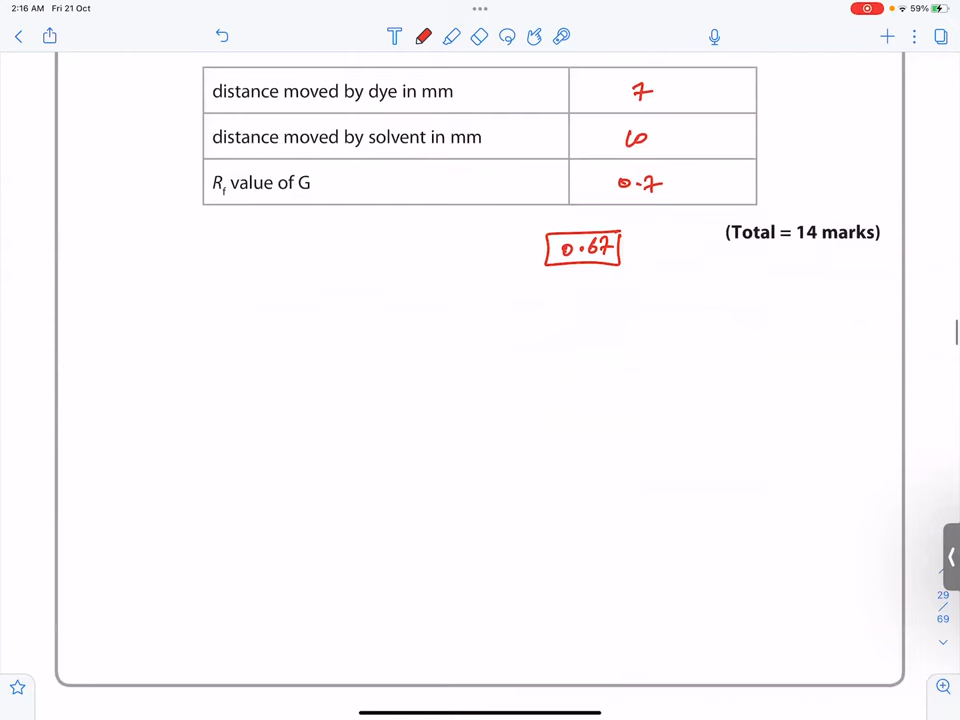 2:16 AM Fri 21 Oct
59%
distance moved by dye in mm 7
distance moved by solvent in mm 10
Rf value of G 0.7
(Total = 14 marks)
0.67
29
/
69